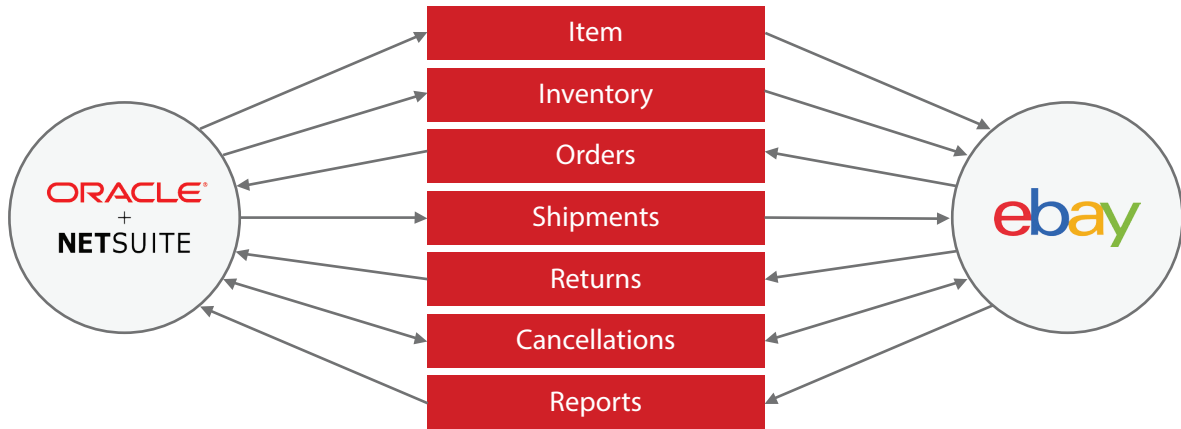 Item
Inventory
Orders
Shipments
Returns
Cancellations
Reports
ORACLE®
+
NETSUITE
ebay